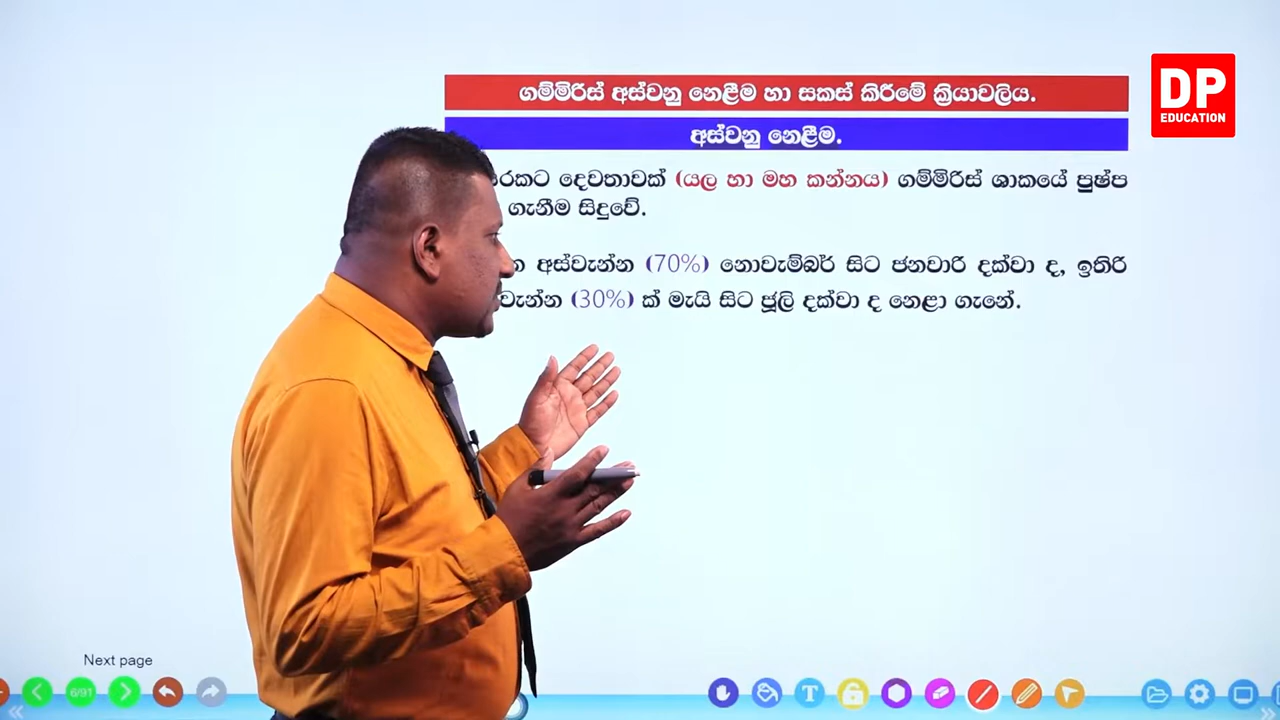 DP
EDUCATION
ගම්මිරිස් අස්වනු නෙළීම හා සකස් කිරීමේ ක්‍රියාවලිය.
අස්වනු නෙළීම.
දෙවතාවක් (යල හා මහ කන්නය) ගම්මිරිස් ශාකයේ පුෂ්ප
ගැනීම සිදුවේ.
අස්වැන්න (70%) නොවැම්බර් සිට ජනවාරි දක්වා ද, ඉතිරි
(30%) ක් මැයි සිට ජූලි දක්වා ද නෙළා ගැනේ.
Next page
6/91